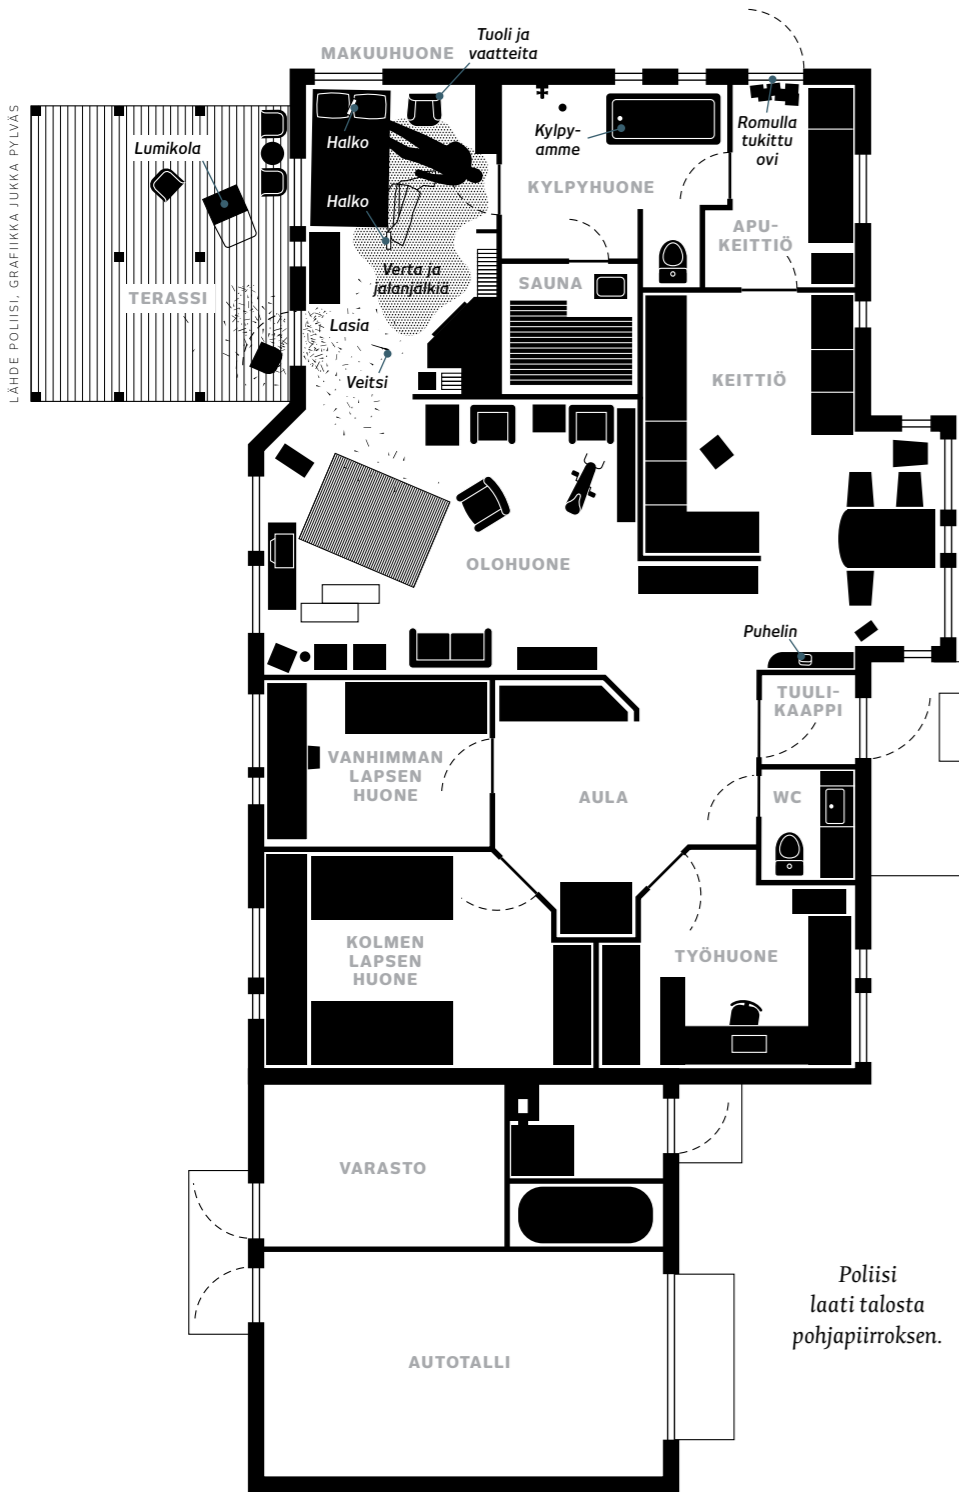 LÄHDE POLIISI, GRAFIIKKA JUKKA PYLVÄS
MAKUUHUONE
Tuoli ja
vaatteita
Lumikola
Halko
Halko
Kylpy-
amme
Romulla
tukittu
ovi
KYLPYHUONE
APU-
KEITTIÖ
TERASSI
Verta ja
jalanjälkiä
SAUNA
Lasia
Veitsi
KEITTIÖ
OLOHUONE
Puhelin
TUULI-
KAAPPI
VANHIMMAN
LAPSEN
HUONE
AULA
WC
KOLMEN
LAPSEN
HUONE
TYÖHUONE
VARASTO
Poliisi
laati talosta
pohjapiirroksen.
AUTOTALLI